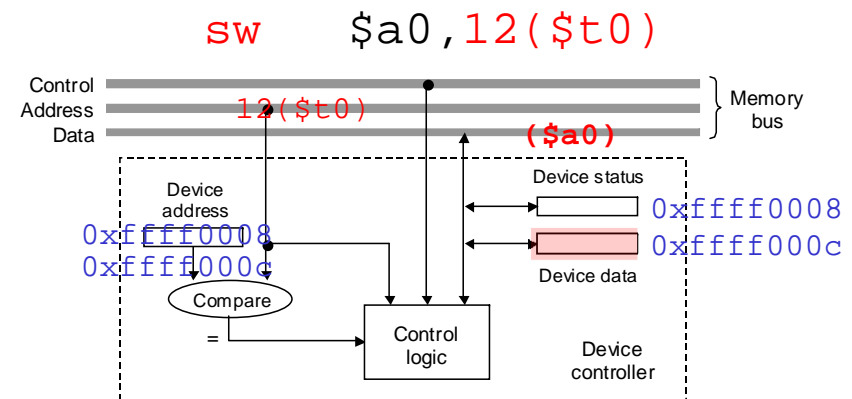 sw $a0,12($t0)
Control
Address
Data
12($t0)
($a0)
Memory
bus
Device
address
0xffff0008
0xffff000c
Device status
0xffff0008
0xffff000c
Device data
Compare
=
Control
logic
Device
controller